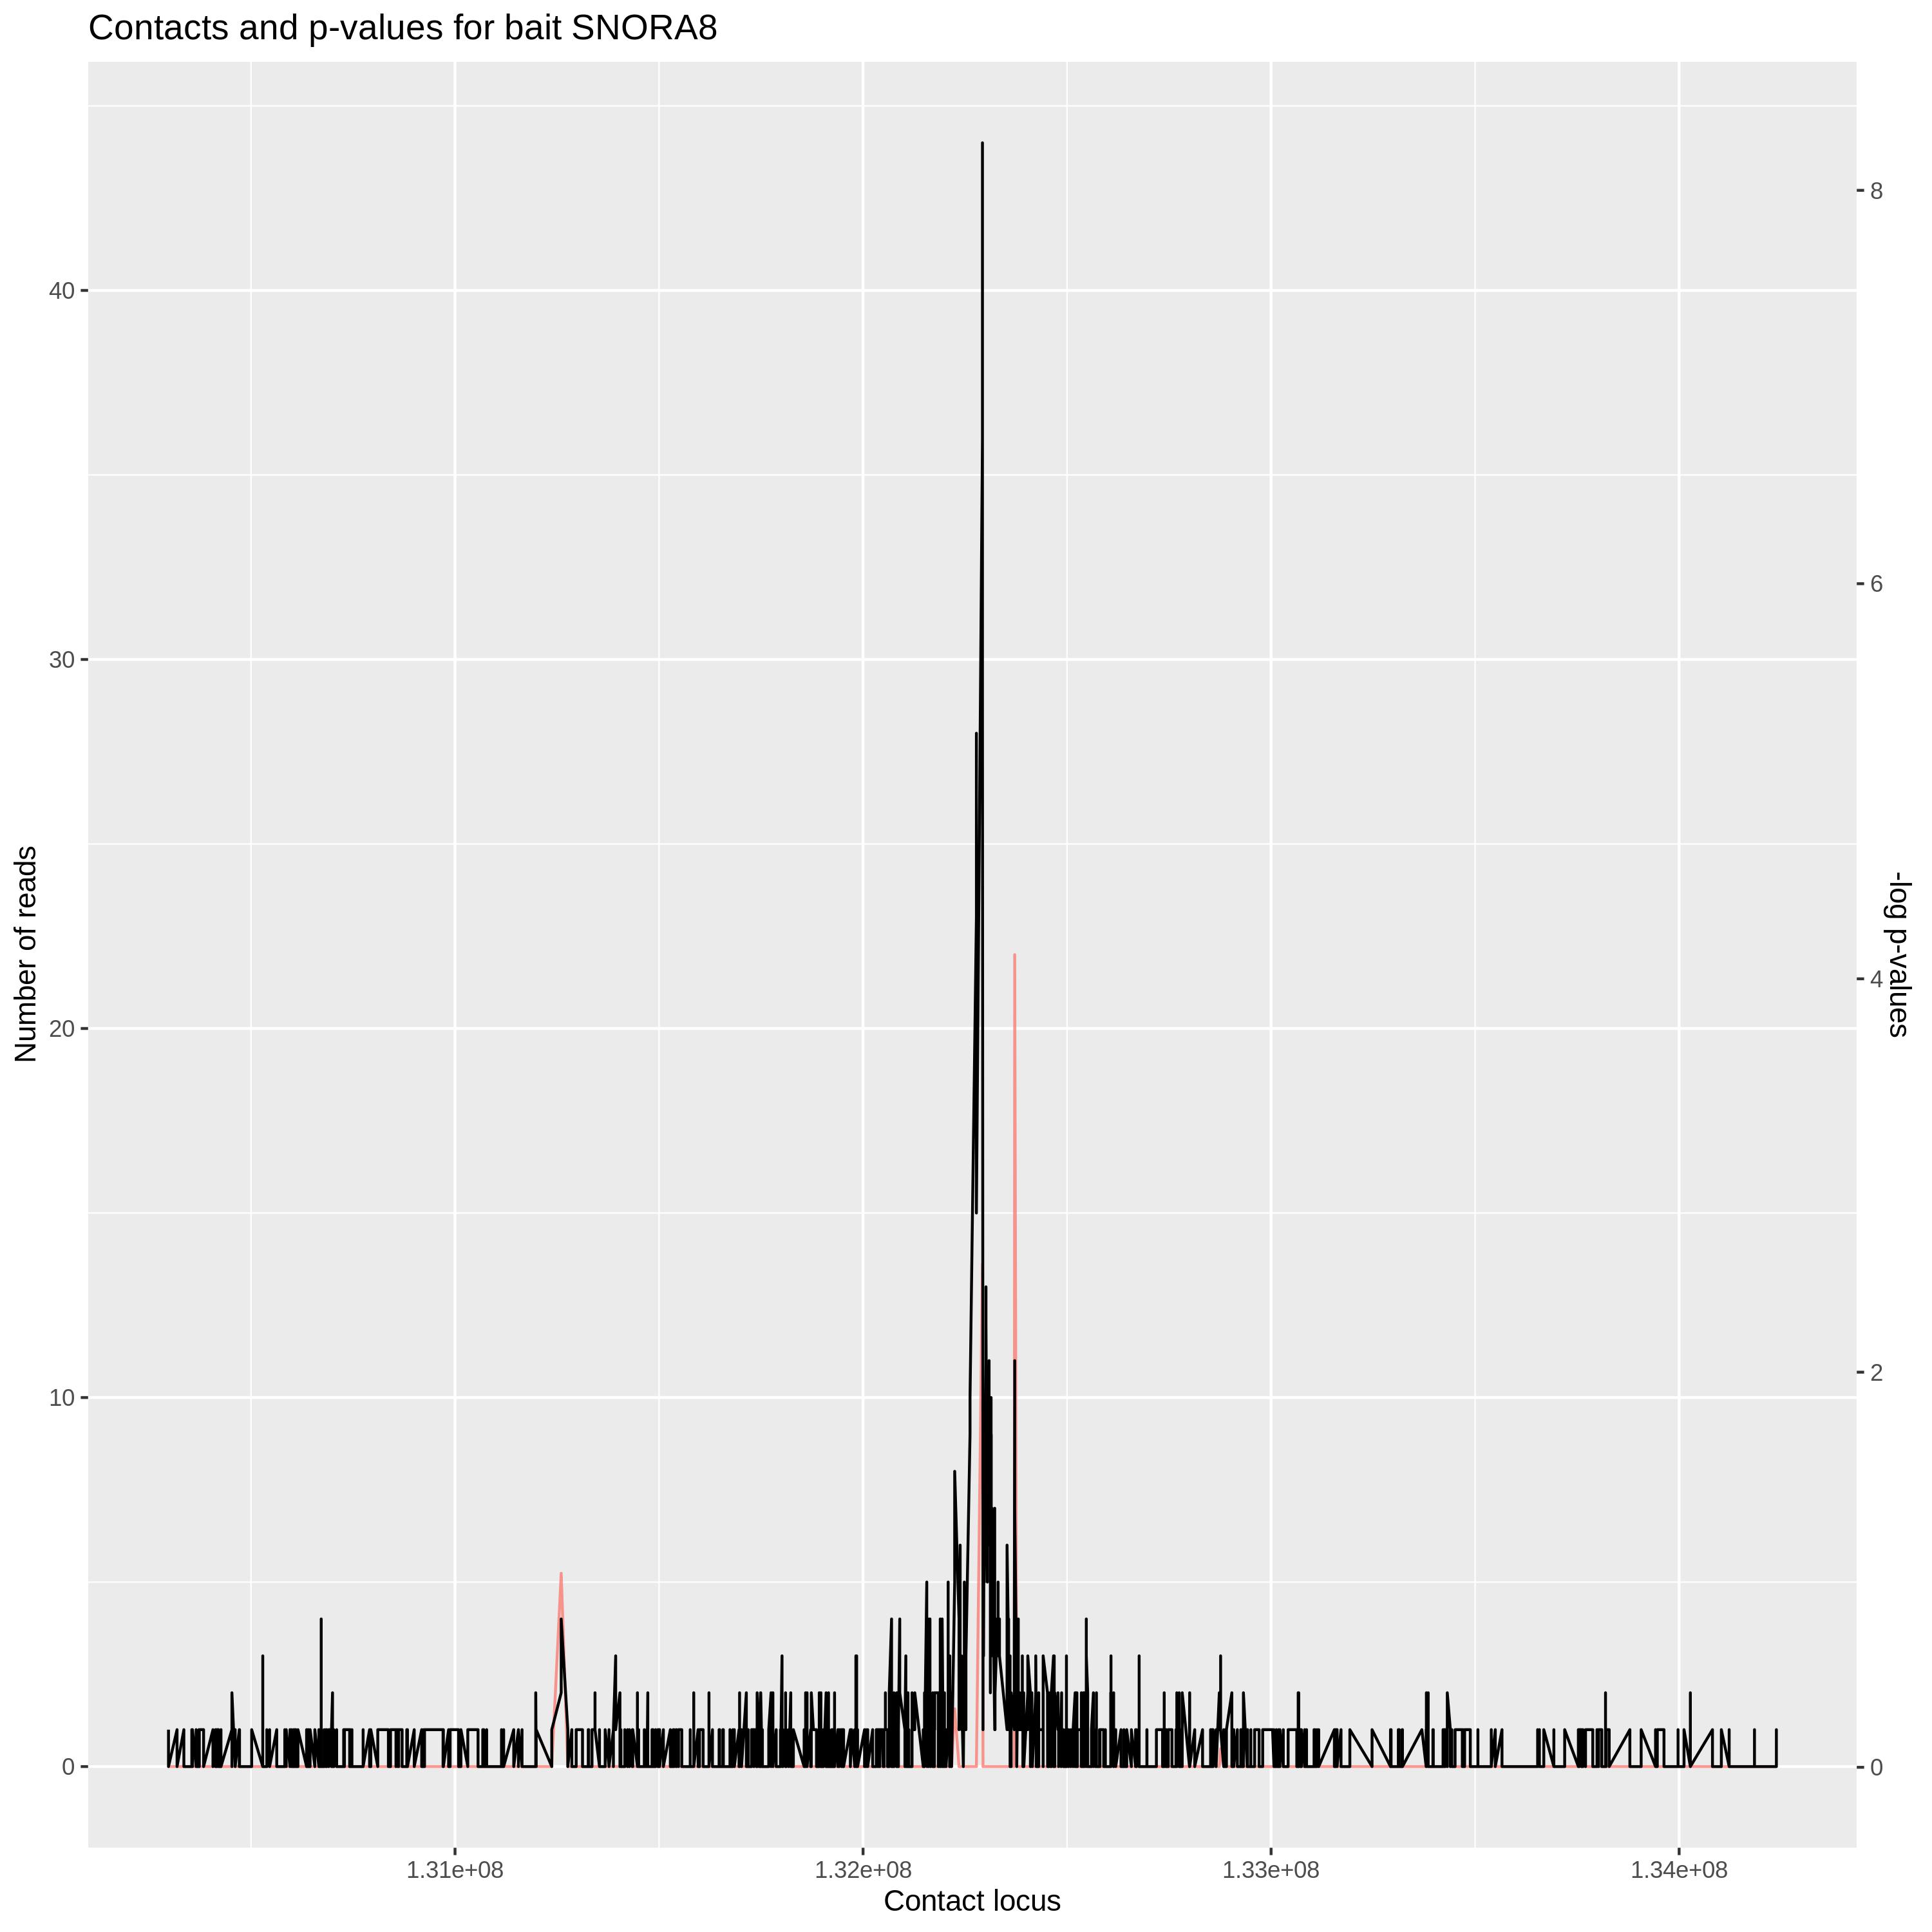 Contacts and p-values for bait SNORA8
Number of reads
40
30
20
10
0
8
6
4
2
0
-log p-values
1.31e+08
1.32e+08
1.33e+08
1.34e+08
Contact locus